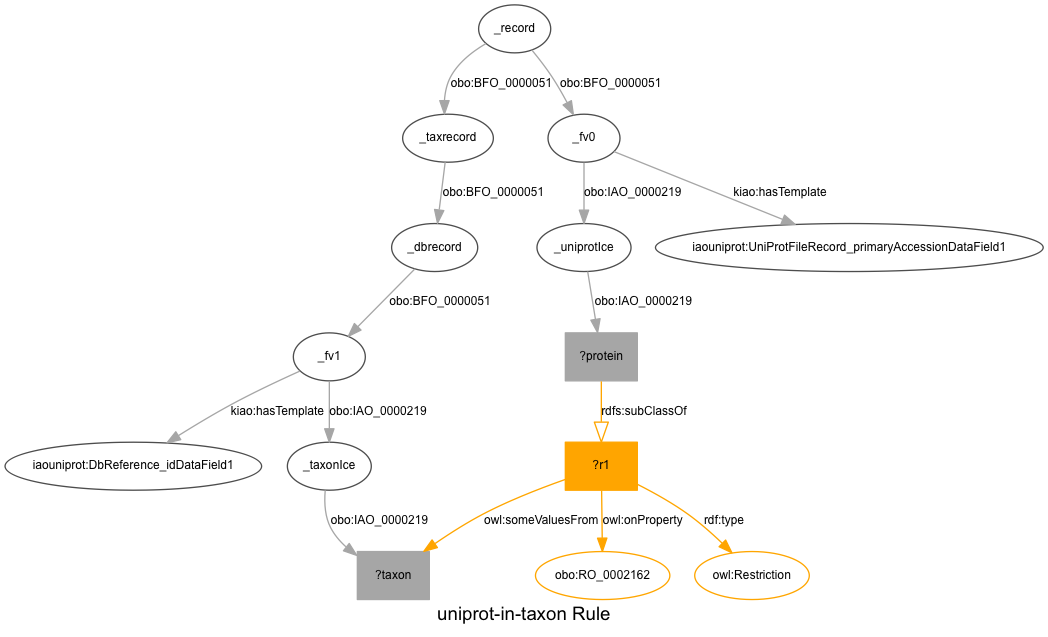 _record
obo:BFO_0000051
obo:BFO_0000051
_taxrecord
_fv0
obo:BFO_0000051
obo:IAO_0000219
kiao:hasTemplate
_dbrecord
_uniprotIce
iaouniprot:UniProtFileRecord_primaryAccessionDataField1
obo:BFO_0000051
obo:IAO_0000219
_fv1
?protein
kiao:hasTemplate
obo:IAO_0000219
rdfs:subClassOf
iaouniprot:DbReference_idDataField1
_taxonIce
?r1
obo:IAO_0000219
owl:someValuesFrom
owl:onProperty
rdf:type
?taxon
obo:RO_0002162
owl:Restriction
uniprot-in-taxon Rule